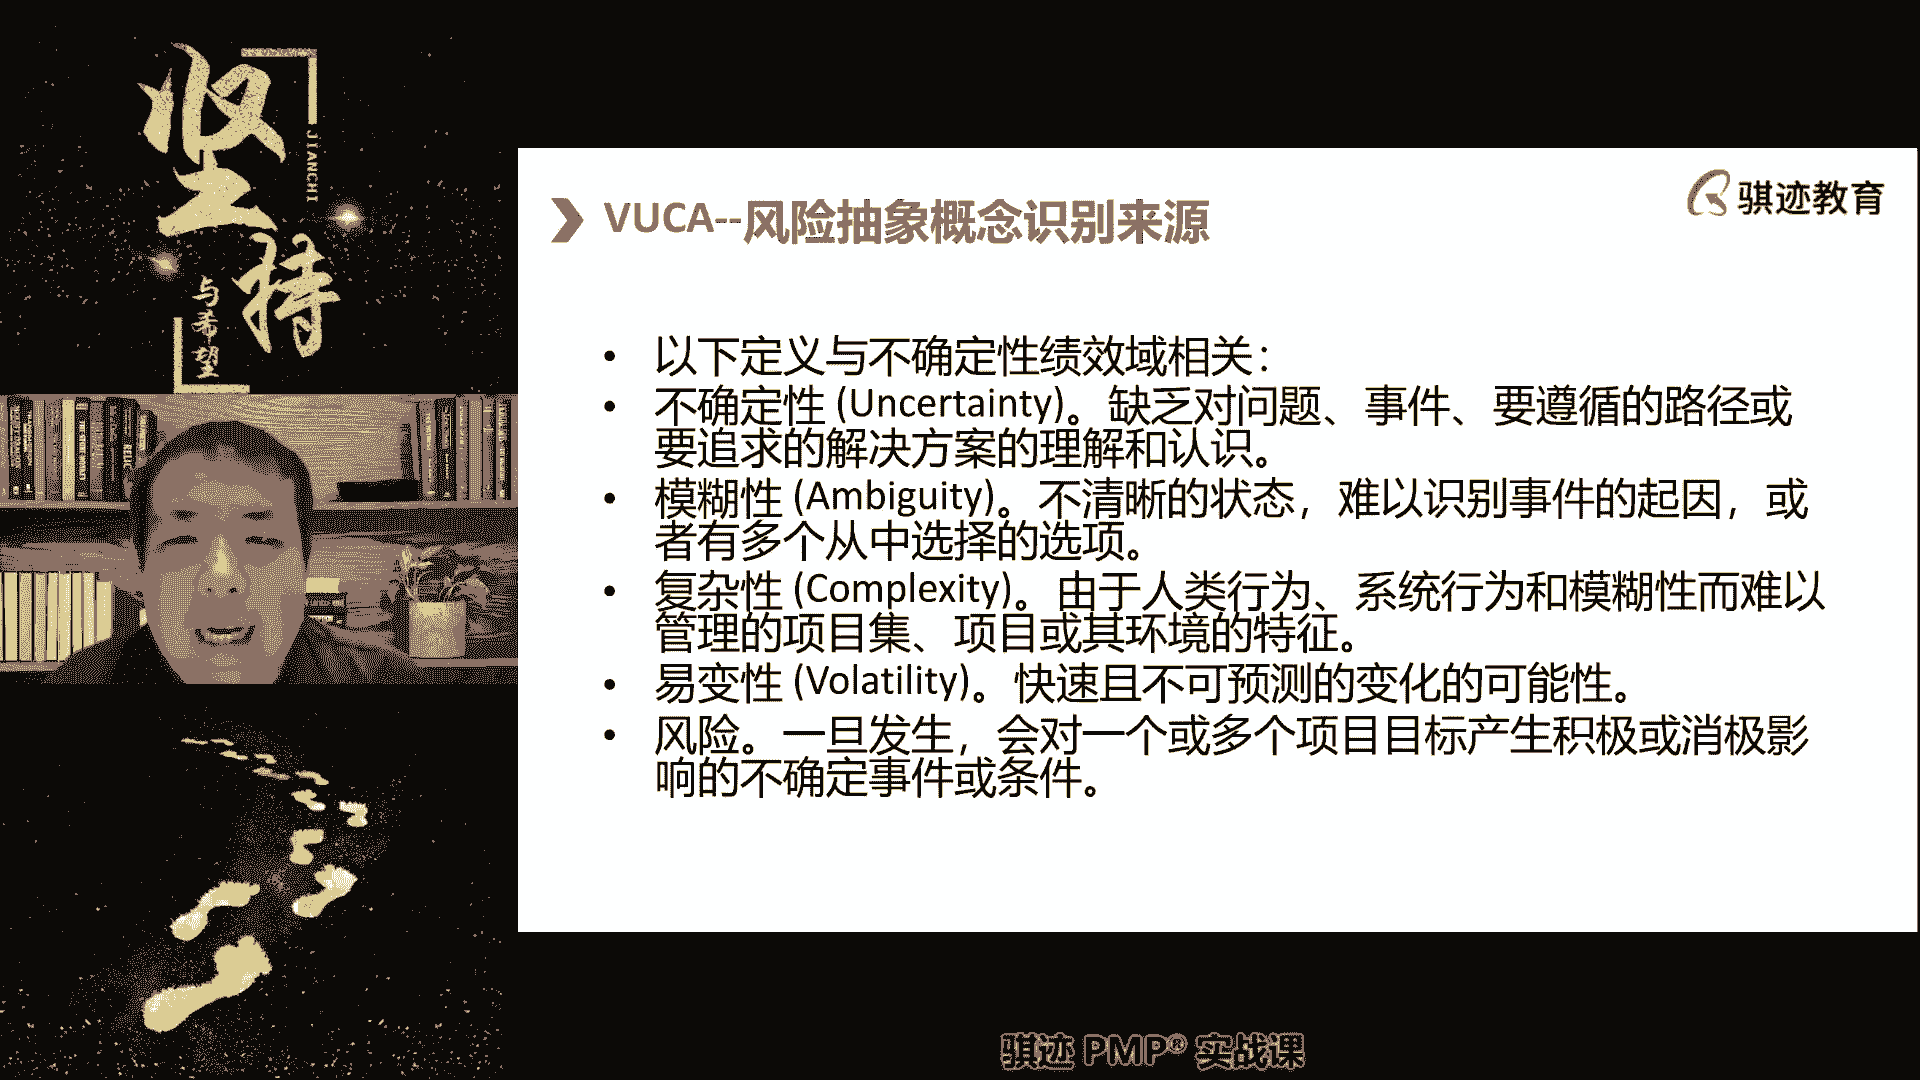 坚持
JIANCHI
与希望
骐迹教育
VUCA--风险抽象概念识别来源
• 以下定义与不确定性绩效域相关：
• 不确定性 (Uncertainty)。缺乏对问题、事件、要遵循的路径或
要追求的解决方案的理解和认识。
• 模糊性 (Ambiguity)。不清晰的状态，难以识别事件的起因，或
者有多个从中选择的选项。
• 复杂性 (Complexity)。由于人类行为、系统行为和模糊性而难以
管理的项目集、项目或其环境的特征。
• 易变性 (Volatility)。快速且不可预测的变化的可能性。
• 风险。一旦发生，会对一个或多个项目目标产生积极或消极影
响的不确定事件或条件。
骐迹 PMP® 实战课